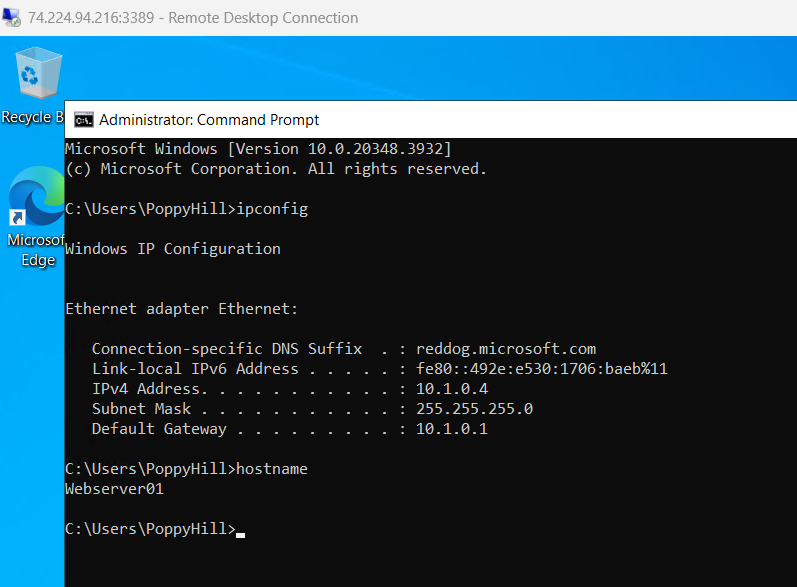 74.224.94.216:3389 - Remote Desktop Connection
Recycle B
Administrator: Command Prompt
Microsoft Windows [Version 10.0.20348.3932]
(c) Microsoft Corporation. All rights reserved.
C:\Users\PoppyHill>ipconfig
Microsof
Edge
Windows IP Configuration
Ethernet adapter Ethernet:
Connection-specific DNS Suffix  . : reddog.microsoft.com
Link-local IPv6 Address . . . . . : fe80::492e:e530:1706:baeb%11
IPv4 Address. . . . . . . . . . . : 10.1.0.4
Subnet Mask . . . . . . . . . . . : 255.255.255.0
Default Gateway . . . . . . . . . : 10.1.0.1
C:\Users\PoppyHill>hostname
Webserver01
C:\Users\PoppyHill>